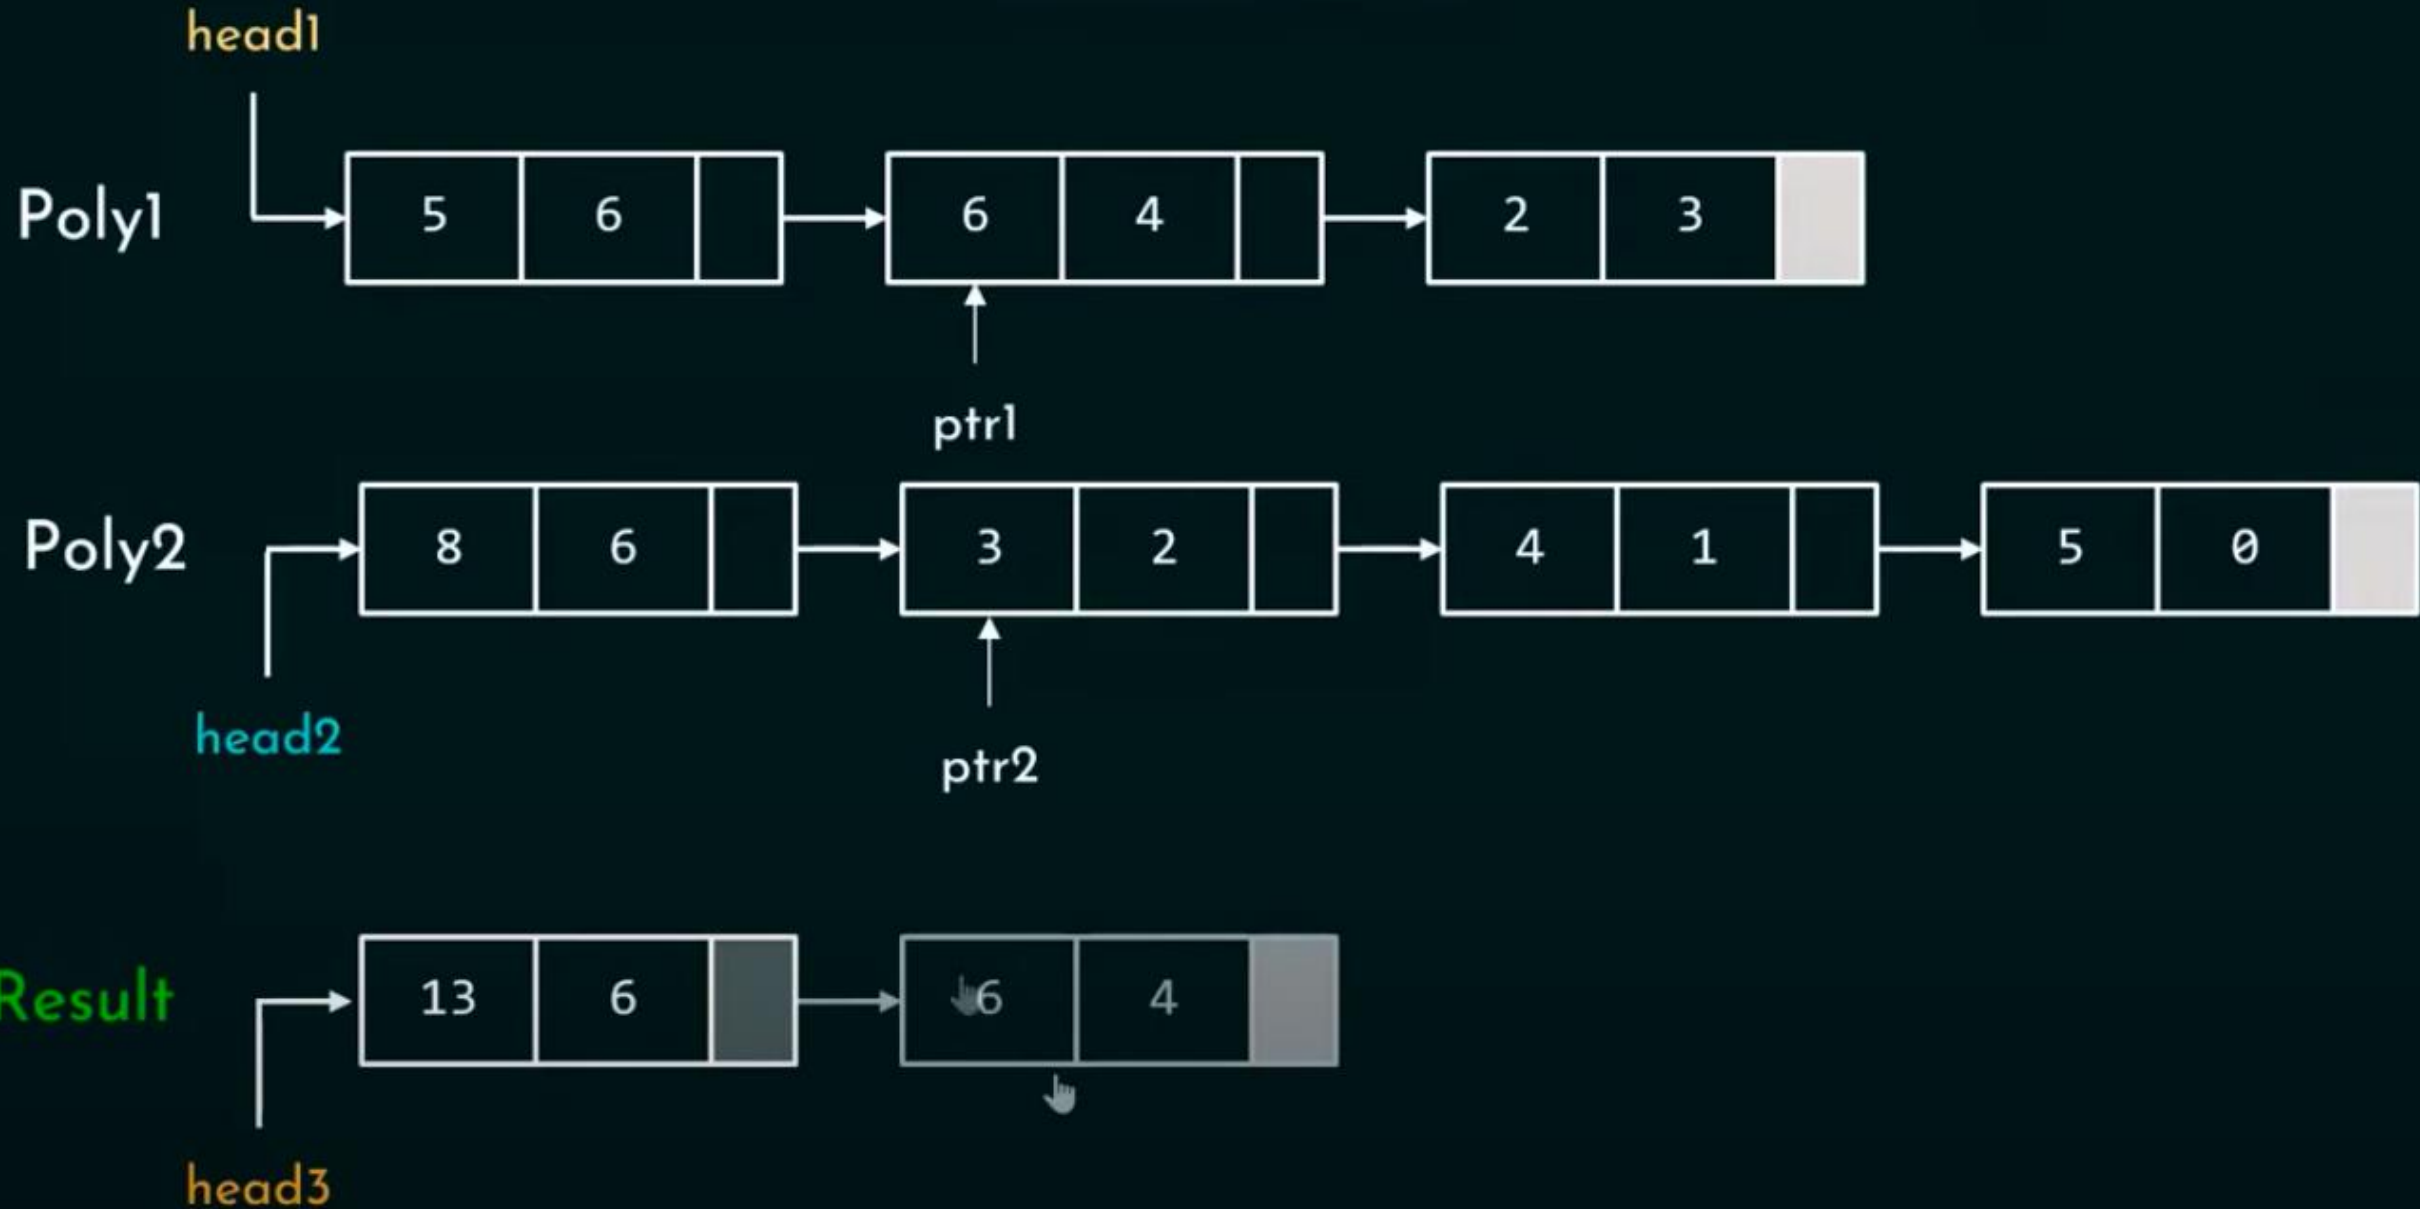 head1
Poly1 5 6 6 4 2 3
ptr1
Poly2 8 6 3 2 4 1 5 0
head2
ptr2
Result 13 6 6 4
head3